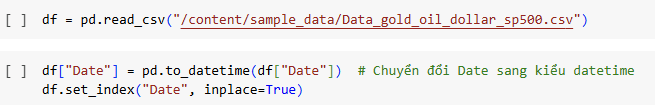 [ ] df = pd.read_csv("/content/sample_data/Data_gold_oil_dollar_sp500.csv")
[ ] df["Date"] = pd.to_datetime(df["Date"])  # Chuyển đổi Date sang kiểu datetime
df.set_index("Date", inplace=True)